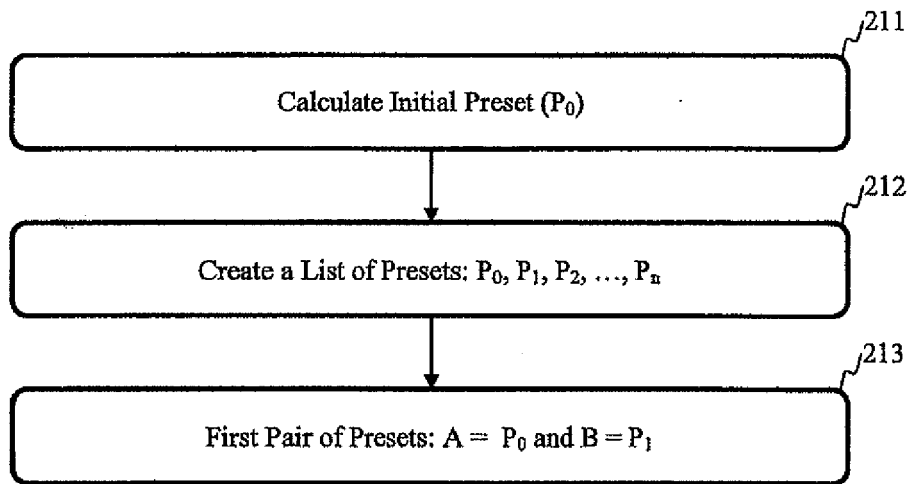 211
Calculate Initial Preset (P₀)
212
Create a List of Presets: P₀, P₁, P₂, …, Pₙ
213
First Pair of Presets: A = P₀ and B = P₁